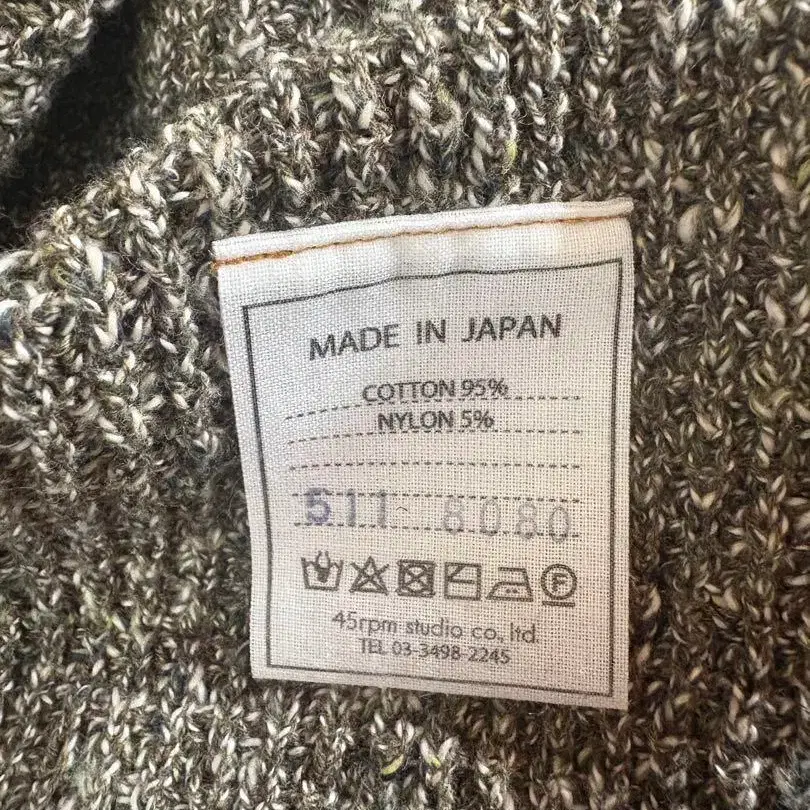 MADE IN JAPAN
COTTON 95%
NYLON 5%
511 8080
F
45rpm studio co., ltd.
TEL 03-3498-2245